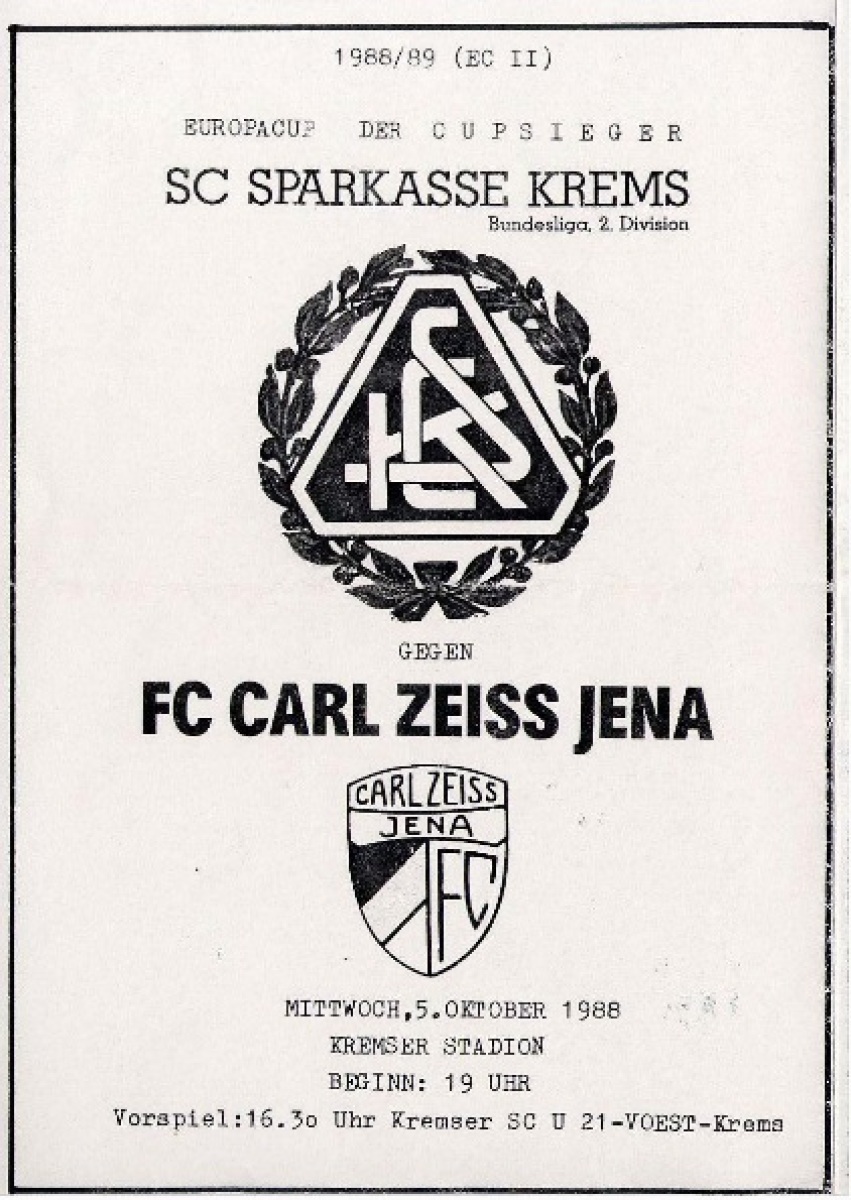 1988/89 (EC II)
EUROPACUP DER CUPSIEGER
SC SPARKASSE KREMS
Bundesliga, 2. Division
KSC
GEGEN
FC CARL ZEISS JENA
CARL ZEISS
JENA
FC
MITTWOCH,5.OKTOBER 1988
KREMSER STADION
BEGINN: 19 UHR
Vorspiel:16.3o Uhr Kremser SC U 21-VOEST-Krems